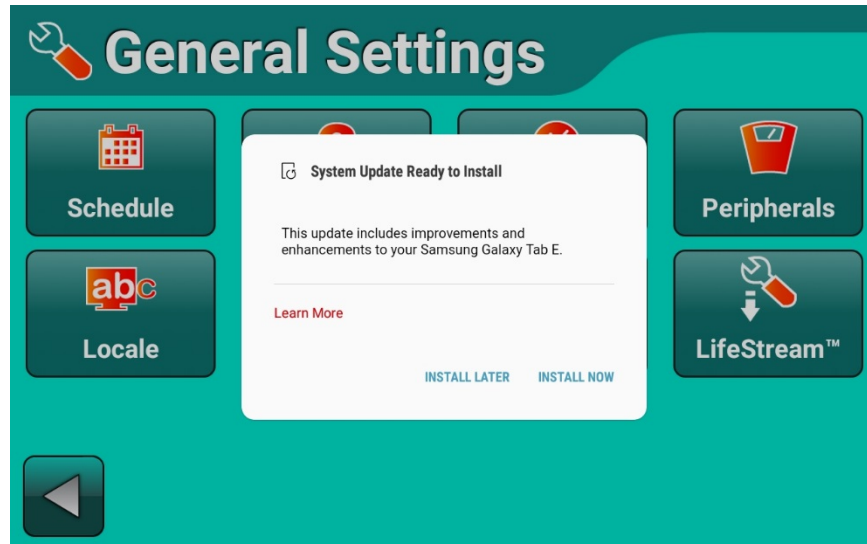 General Settings
Schedule
Peripherals
System Update Ready to Install
This update includes improvements and
enhancements to your Samsung Galaxy Tab E.
Learn More
INSTALL LATER INSTALL NOW
abc
Locale
LifeStream™